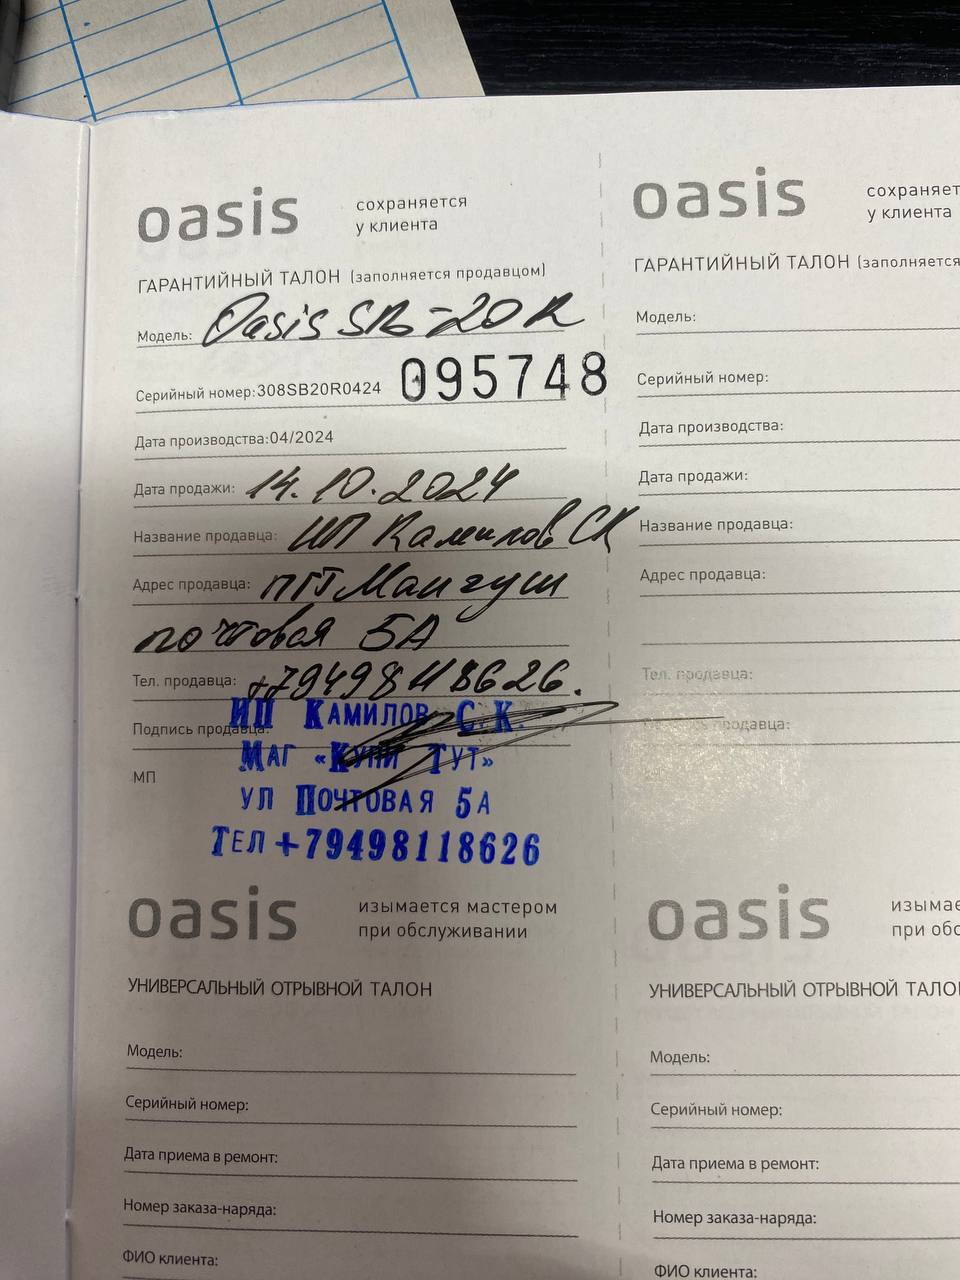 oasis сохраняется
у клиента
ГАРАНТИЙНЫЙ ТАЛОН (заполняется продавцом)
Модель: Oasis SB-20R
Серийный номер:308SB20R0424 095748
Дата производства:04/2024
Дата продажи: 14.10.2024
Название продавца: ИП Камилов СК
Адрес продавца: пгт Мангуш
почтовая 5А
Тел. продавца: +79498118626.
Подпись продавца:
МП
ИП КАМИЛОВ С.К.
МАГ «КУПИ ТУТ»
УЛ ПОЧТОВАЯ 5А
ТЕЛ +79498118626
oasis сохраняет
у клиента
ГАРАНТИЙНЫЙ ТАЛОН (заполняется
Модель:
Серийный номер:
Дата производства:
Дата продажи:
Название продавца:
Адрес продавца:
Тел. продавца:
Подпись продавца:
oasis изымается мастером
при обслуживании
УНИВЕРСАЛЬНЫЙ ОТРЫВНОЙ ТАЛОН
Модель:
Серийный номер:
Дата приема в ремонт:
Номер заказа-наряда:
ФИО клиента:
oasis изымае
при обс
УНИВЕРСАЛЬНЫЙ ОТРЫВНОЙ ТАЛО
Модель:
Серийный номер:
Дата приема в ремонт:
Номер заказа-наряда:
ФИО клиента: